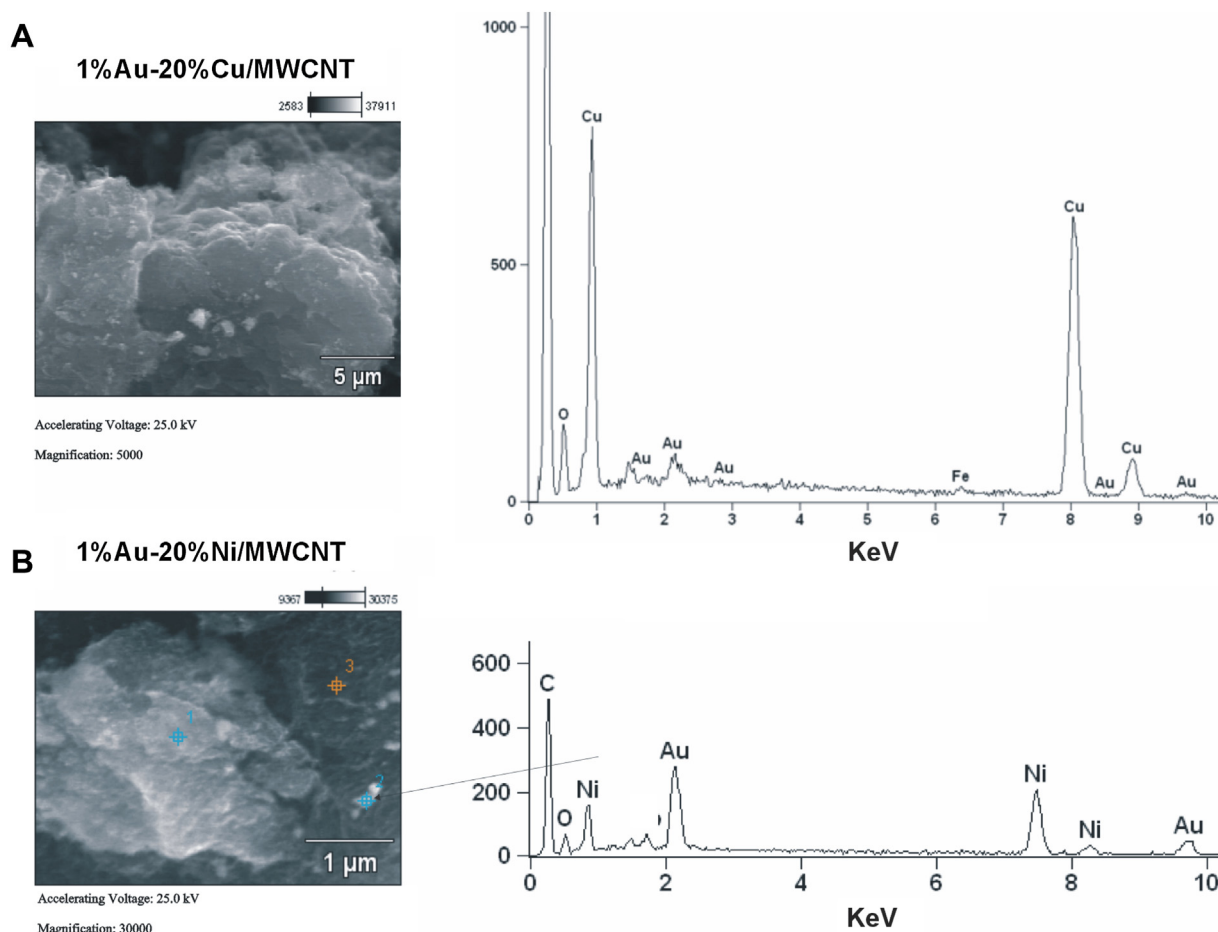 A
1%Au-20%Cu/MWCNT
2583 37911
5 µm
Accelerating Voltage: 25.0 kV
Magnification: 5000
1000
500
0
Cu
Cu
O
Au
Au
Au
Fe
Au
Cu
Au
0 1 2 3 4 5 6 7 8 9 10
KeV
B
1%Au-20%Ni/MWCNT
9367 30375
3
1
2
1 µm
Accelerating Voltage: 25.0 kV
Magnification: 30000
600
400
200
0
C
O
Ni
Au
Ni
Ni
Au
0 2 4 6 8 10
KeV